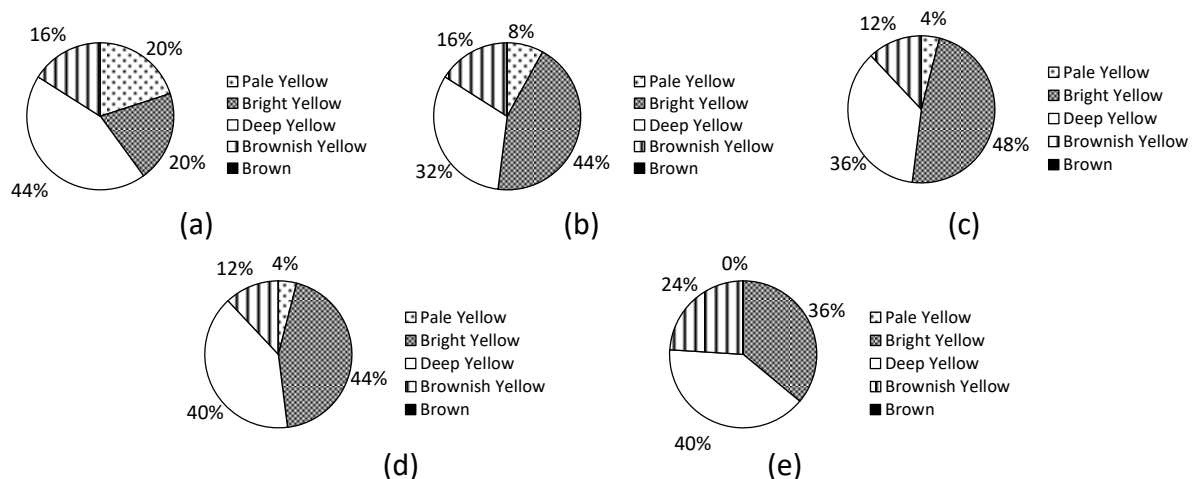 16%
20%
20%
44%
Pale Yellow
Bright Yellow
Deep Yellow
Brownish Yellow
Brown
(a)
16%
8%
44%
32%
Pale Yellow
Bright Yellow
Deep Yellow
Brownish Yellow
Brown
(b)
12%
4%
48%
36%
Pale Yellow
Bright Yellow
Deep Yellow
Brownish Yellow
Brown
(c)
12%
4%
44%
40%
Pale Yellow
Bright Yellow
Deep Yellow
Brownish Yellow
Brown
(d)
0%
24%
36%
40%
Pale Yellow
Bright Yellow
Deep Yellow
Brownish Yellow
Brown
(e)